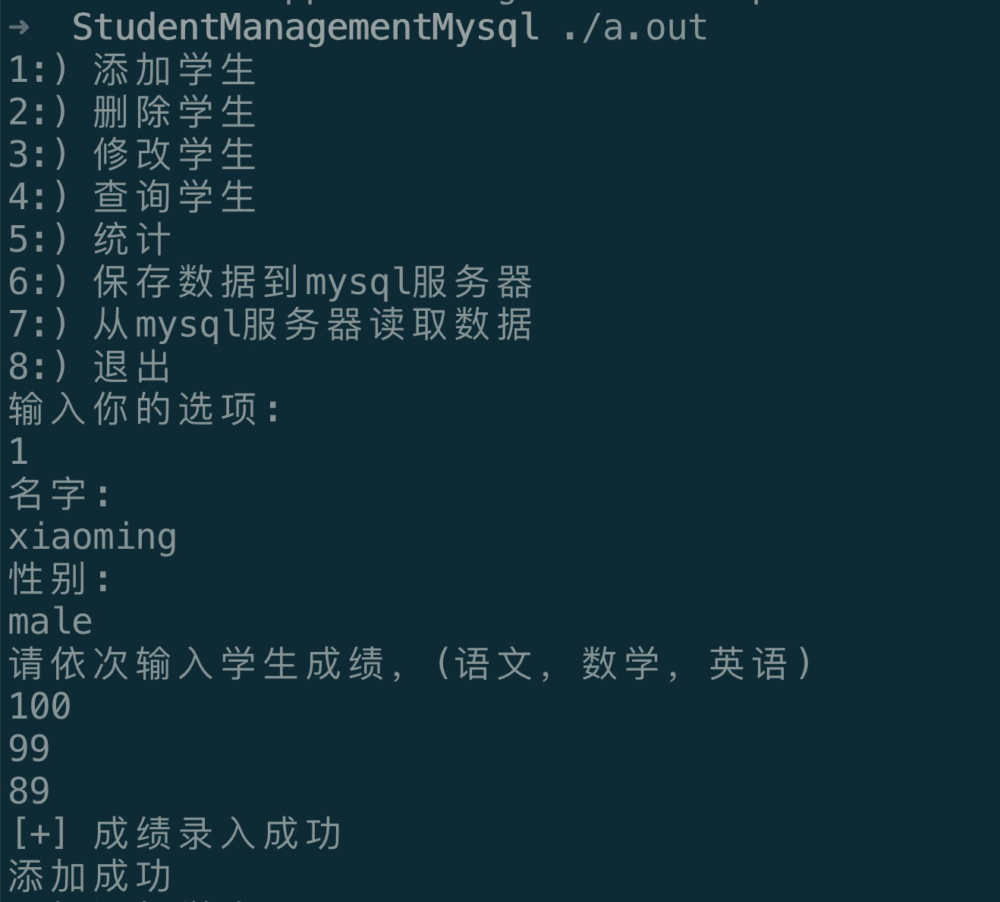 ➜  StudentManagementMysql ./a.out
1:) 添加学生
2:) 删除学生
3:) 修改学生
4:) 查询学生
5:) 统计
6:) 保存数据到mysql服务器
7:) 从mysql服务器读取数据
8:) 退出
输入你的选项:
1
名字:
xiaoming
性别:
male
请依次输入学生成绩, (语文, 数学, 英语)
100
99
89
[+] 成绩录入成功
添加成功